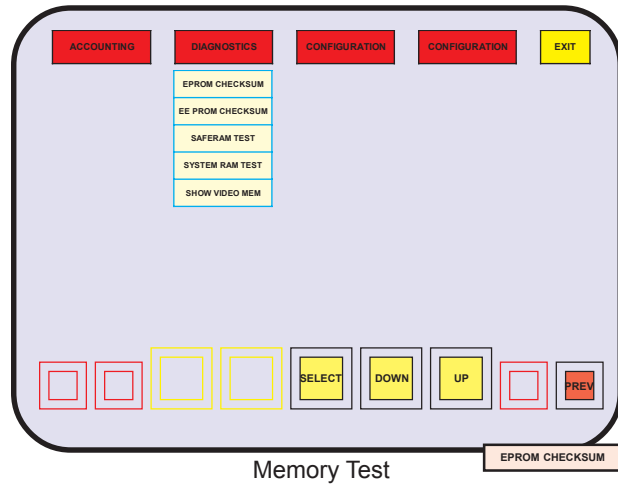 ACCOUNTING DIAGNOSTICS CONFIGURATION CONFIGURATION EXIT
EPROM CHECKSUM
EE PROM CHECKSUM
SAFERAM TEST
SYSTEM RAM TEST
SHOW VIDEO MEM
SELECT DOWN UP PREV
EPROM CHECKSUM
Memory Test